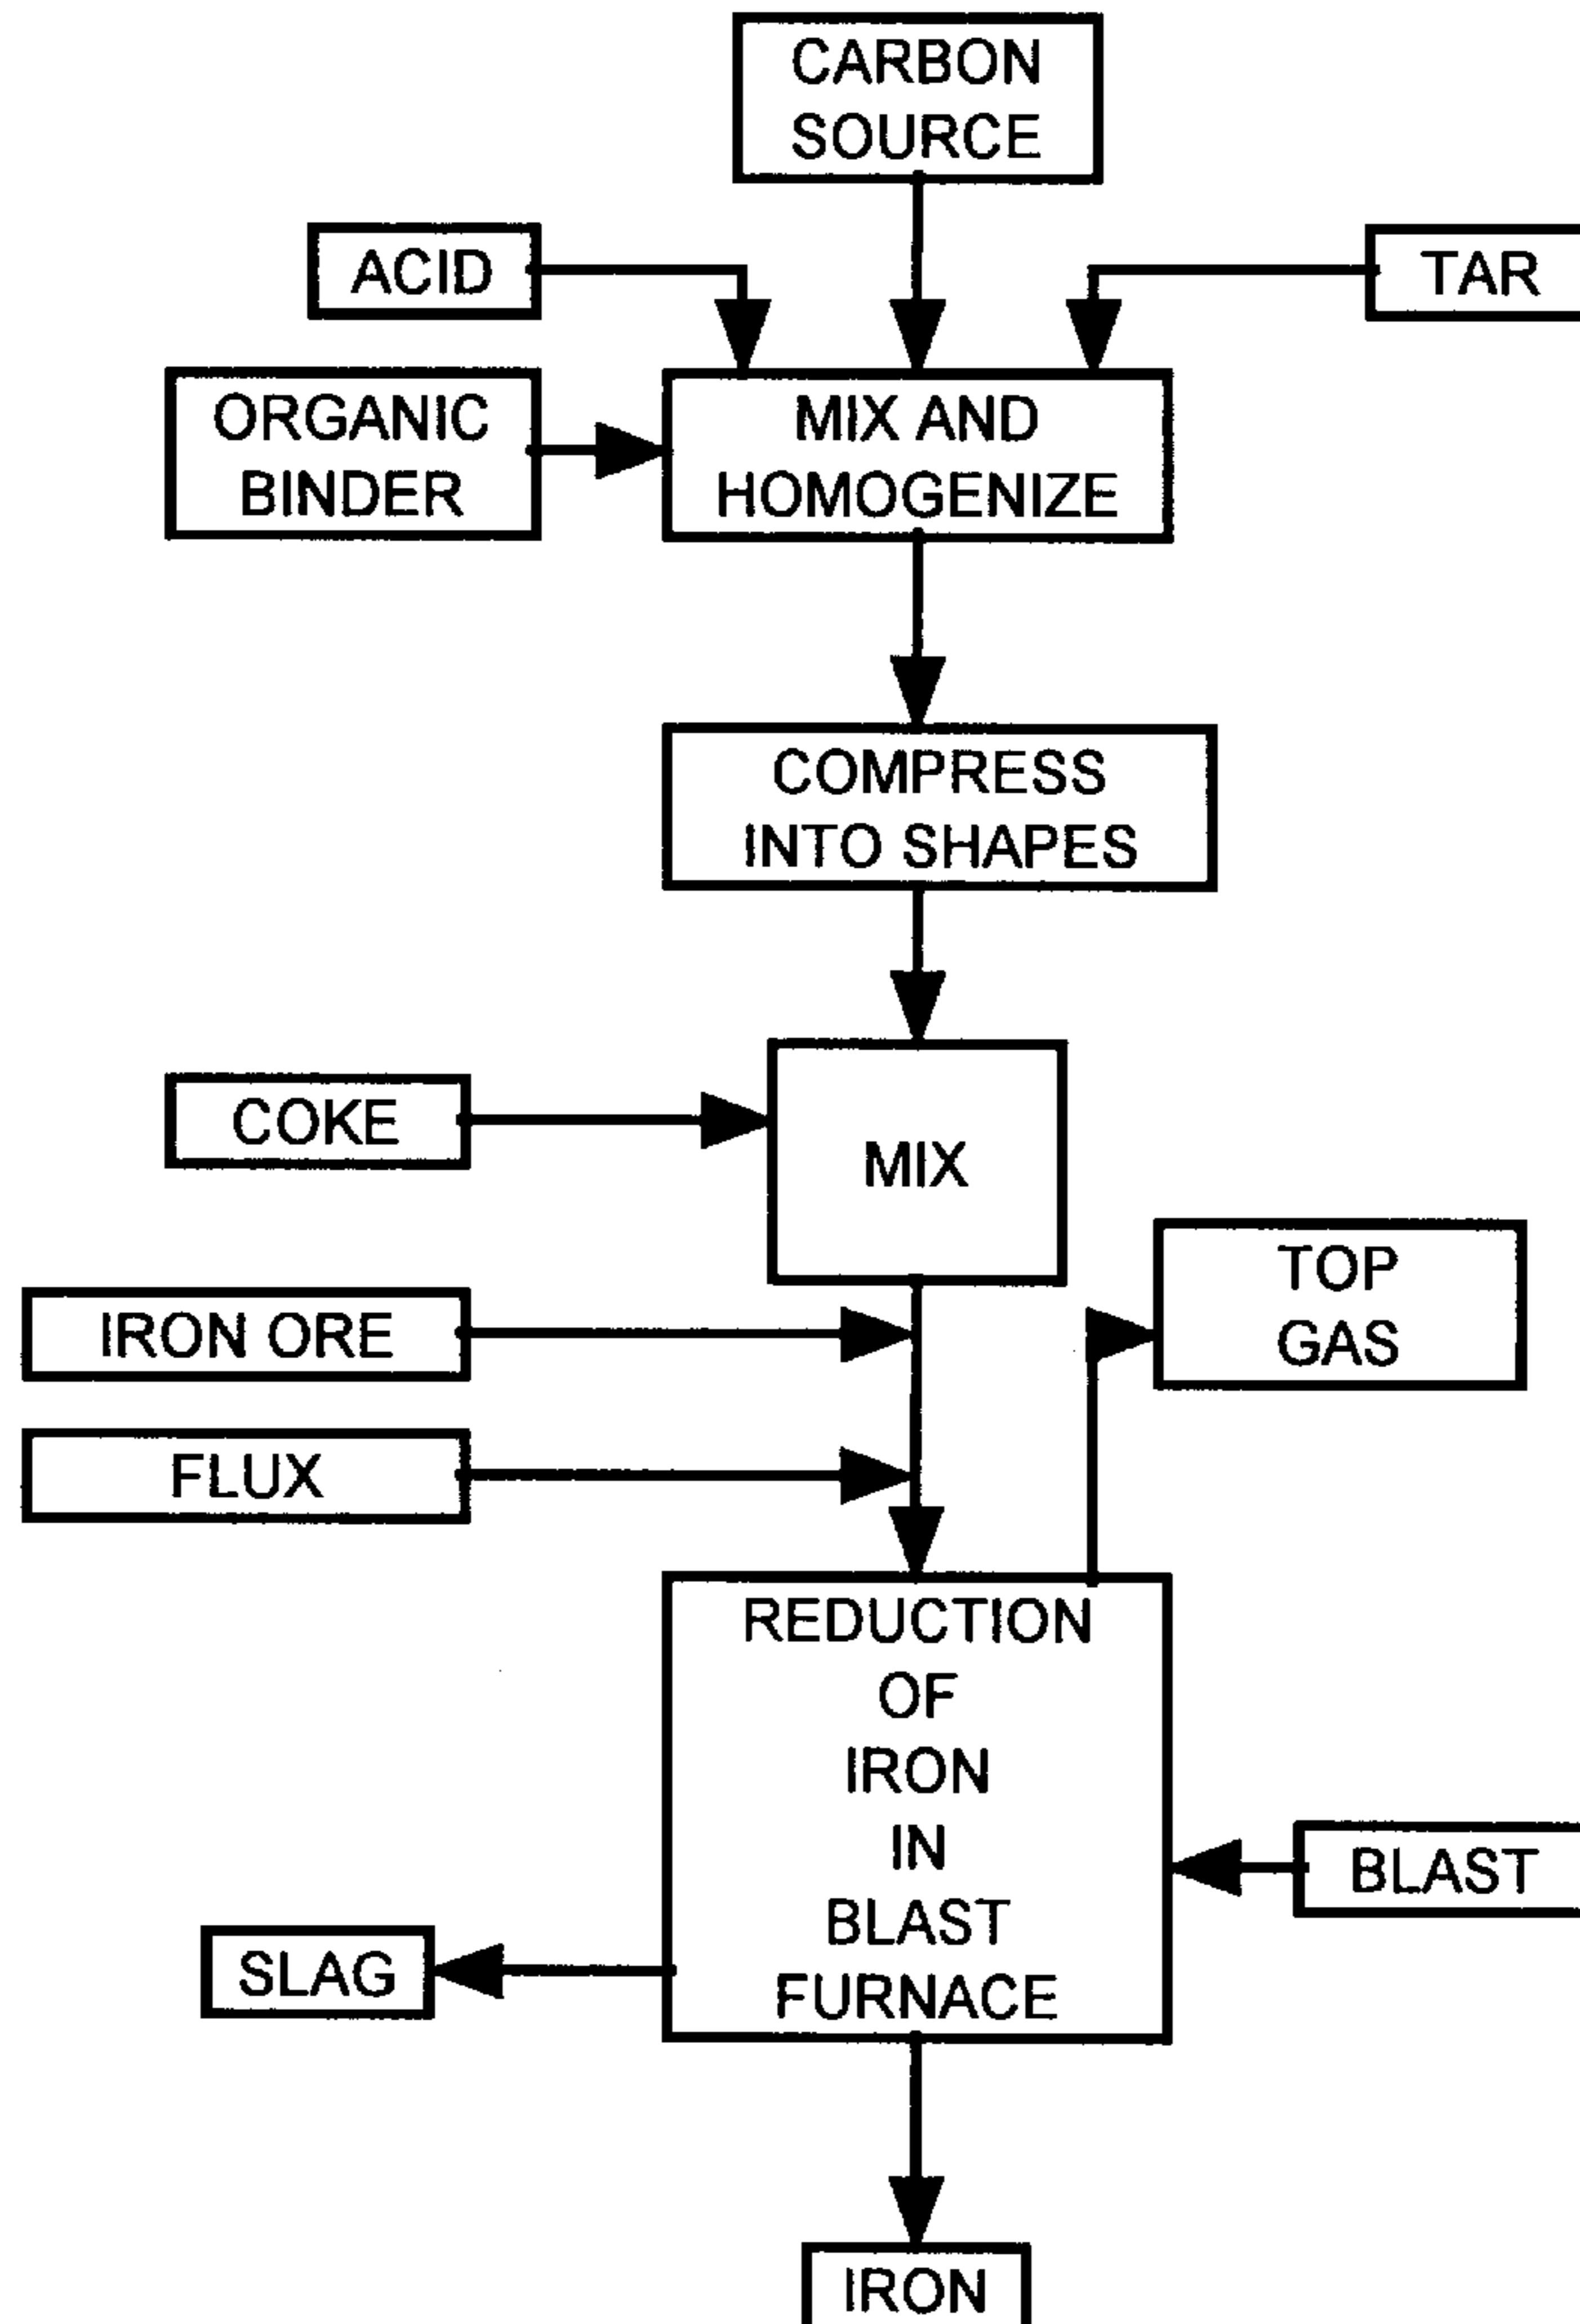 CARBON
SOURCE
ACID
TAR
ORGANIC
BINDER
MIX AND
HOMOGENIZE
COMPRESS
INTO SHAPES
COKE
MIX
TOP
GAS
IRON ORE
FLUX
REDUCTION
OF
IRON
IN
BLAST
FURNACE
BLAST
SLAG
IRON